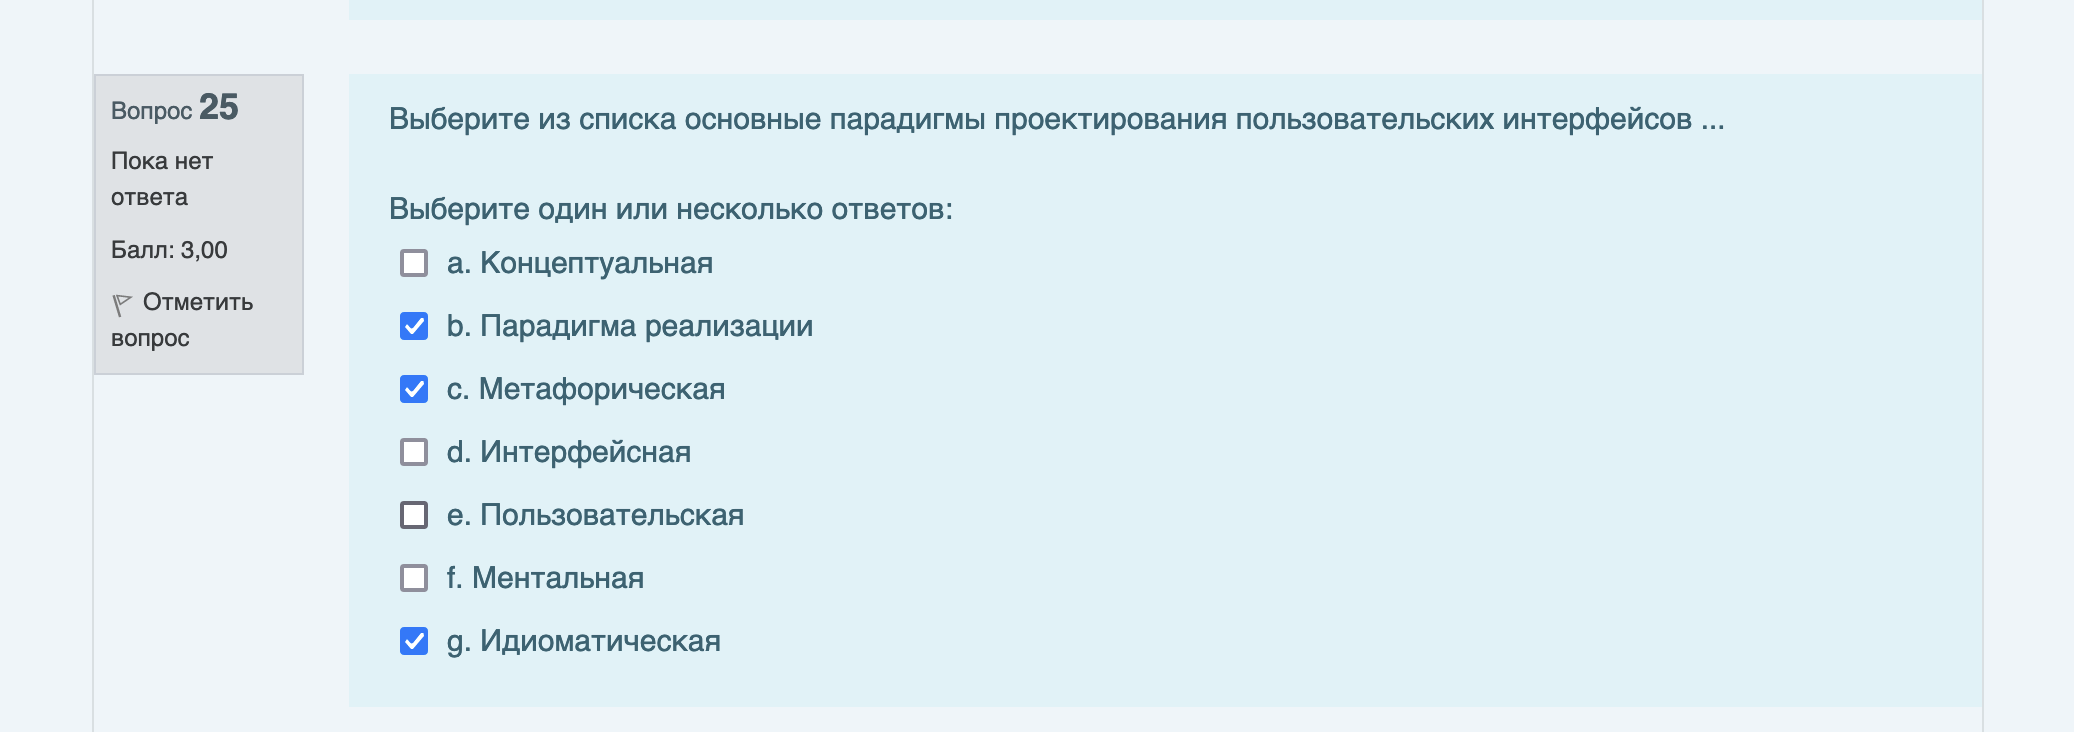 Вопрос 25
Пока нет
ответа
Балл: 3,00
Отметить
вопрос
Выберите из списка основные парадигмы проектирования пользовательских интерфейсов ...
Выберите один или несколько ответов:
a. Концептуальная
b. Парадигма реализации
c. Метафорическая
d. Интерфейсная
e. Пользовательская
f. Ментальная
g. Идиоматическая